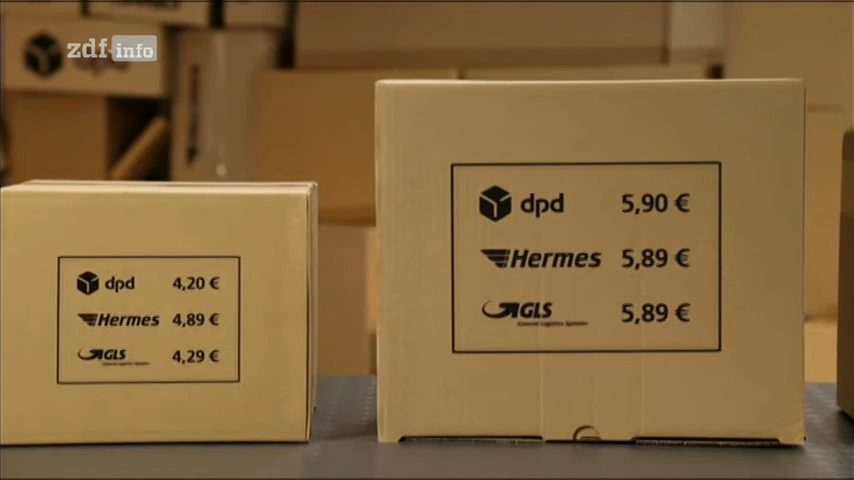 zdf info
dpd
dpd 4,20 €
Hermes 4,89 €
GLS 4,29 €
dpd 5,90 €
Hermes 5,89 €
GLS 5,89 €
General Logistics Systems